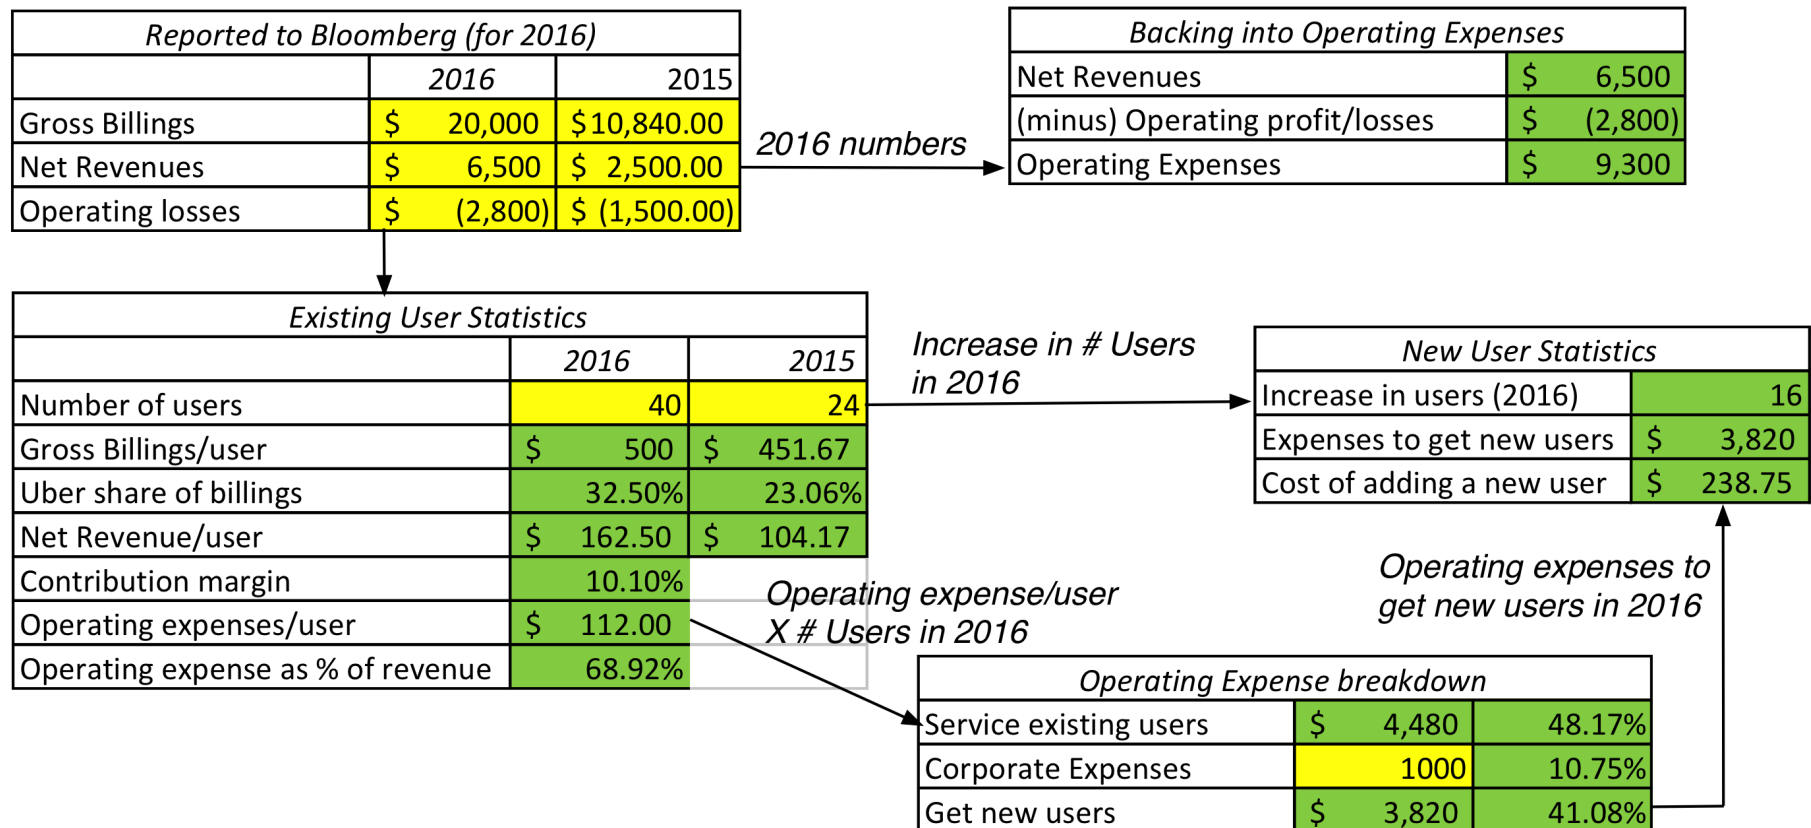 Reported to Bloomberg (for 2016)
2016 2015
Gross Billings $ 20,000 $10,840.00
Net Revenues $ 6,500 $ 2,500.00
Operating losses $ (2,800) $ (1,500.00)
2016 numbers
Backing into Operating Expenses
Net Revenues $ 6,500
(minus) Operating profit/losses $ (2,800)
Operating Expenses $ 9,300
Existing User Statistics
2016 2015
Number of users 40 24
Gross Billings/user $ 500 $ 451.67
Uber share of billings 32.50% 23.06%
Net Revenue/user $ 162.50 $ 104.17
Contribution margin 10.10%
Operating expenses/user $ 112.00
Operating expense as % of revenue 68.92%
Increase in # Users
in 2016
New User Statistics
Increase in users (2016) 16
Expenses to get new users $ 3,820
Cost of adding a new user $ 238.75
Operating expense/user
X # Users in 2016
Operating expenses to
get new users in 2016
Operating Expense breakdown
Service existing users $ 4,480 48.17%
Corporate Expenses 1000 10.75%
Get new users $ 3,820 41.08%